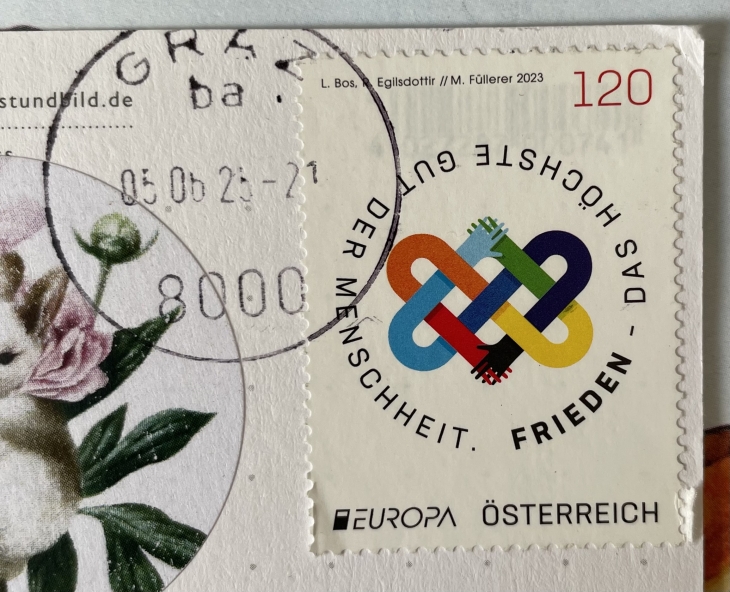 GRAZ
ba.
stundbild.de
05.06 25-21
8000
L. Bos, R. Egilsdottir // M. Füllerer 2023
120
FRIEDEN - DAS HÖCHSTE GUT DER MENSCHHEIT.
EUROPA ÖSTERREICH